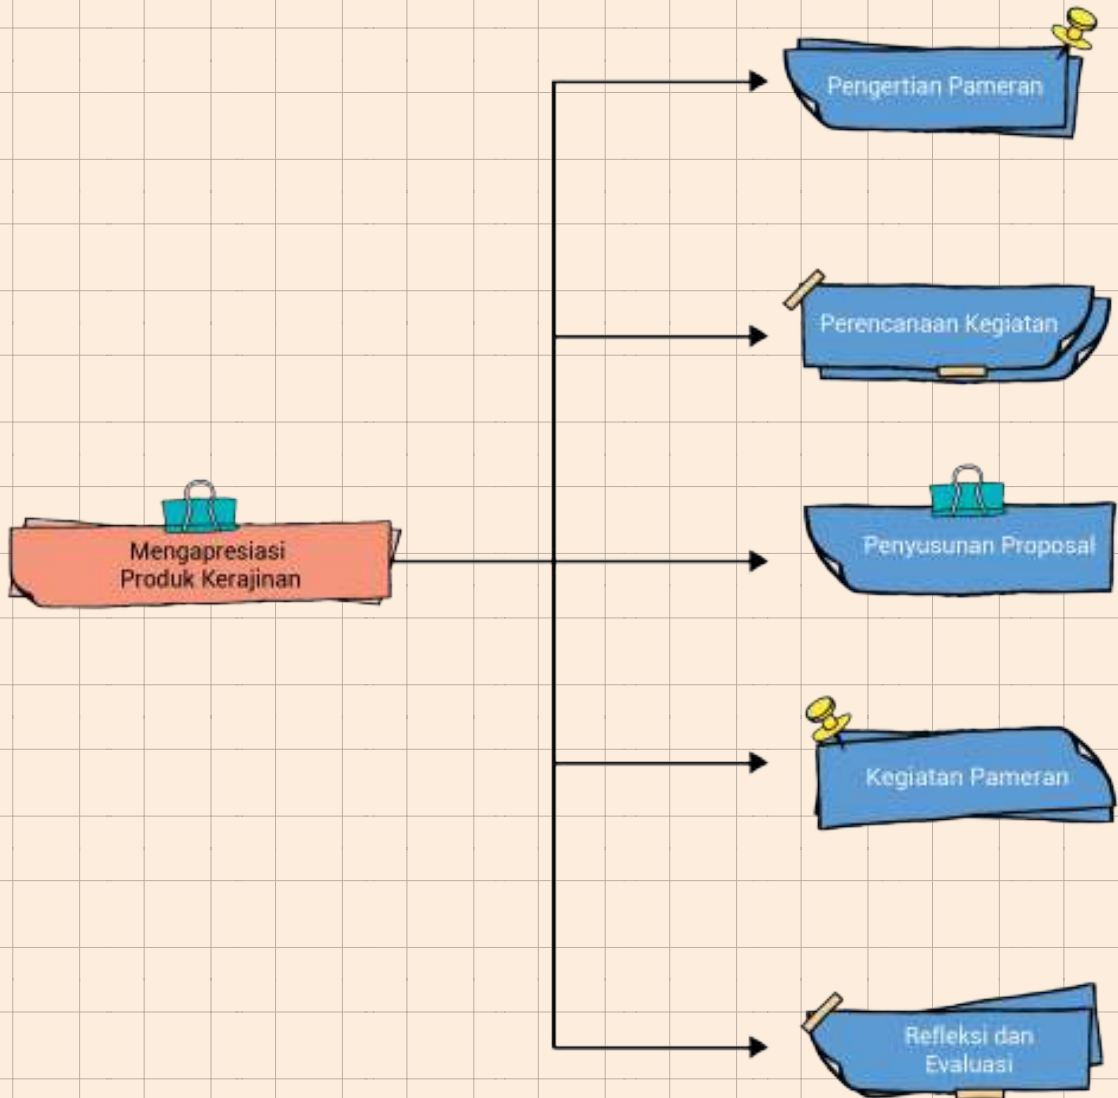 Pengertian Pameran
Perencanaan Kegiatan
Mengapresiasi
Produk Kerajinan
Penyusunan Proposal
Kegiatan Pameran
Refleksi dan
Evaluasi